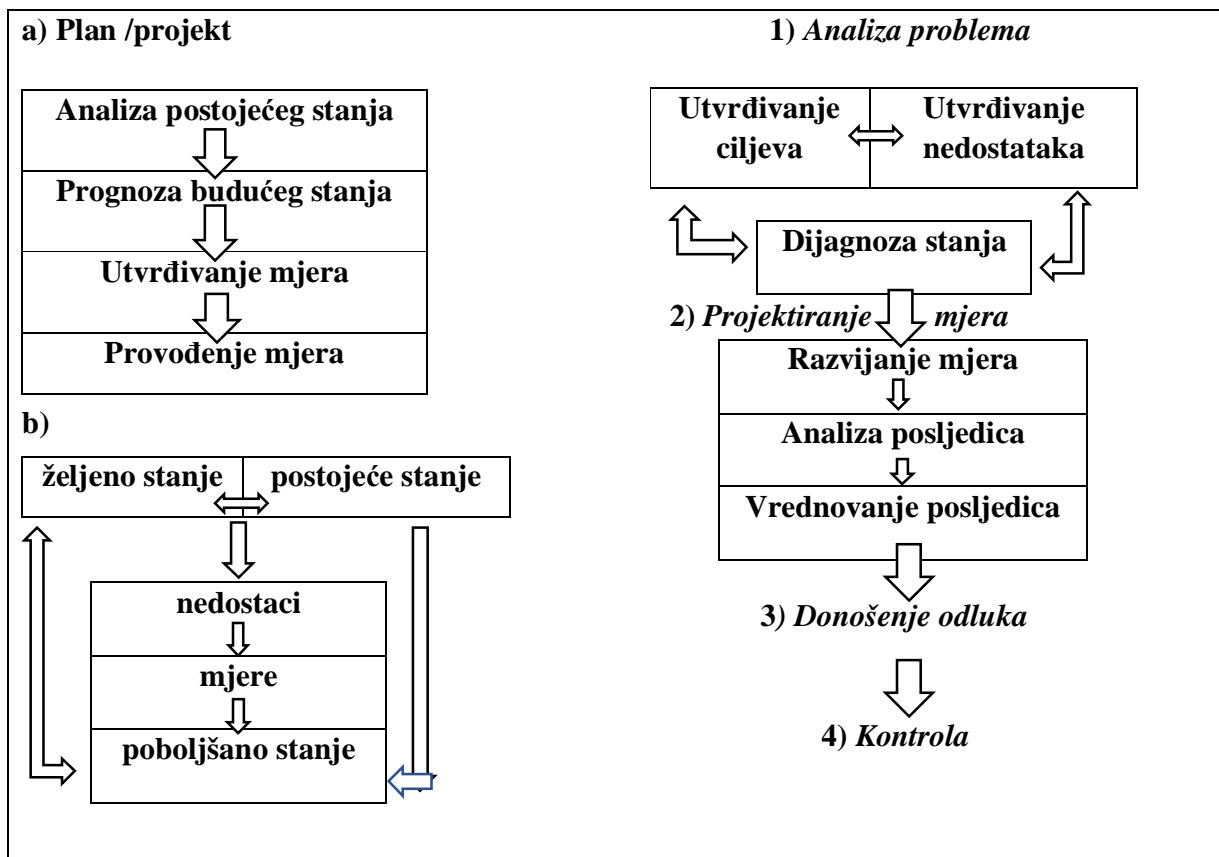 a) Plan /projekt
Analiza postojećeg stanja
Prognoza budućeg stanja
Utvrđivanje mjera
Provođenje mjera
b)
željeno stanje
postojeće stanje
nedostaci
mjere
poboljšano stanje
1) Analiza problema
Utvrđivanje
ciljeva
Utvrđivanje
nedostataka
Dijagnoza stanja
2) Projektiranje mjera
Razvijanje mjera
Analiza posljedica
Vrednovanje posljedica
3) Donošenje odluka
4) Kontrola